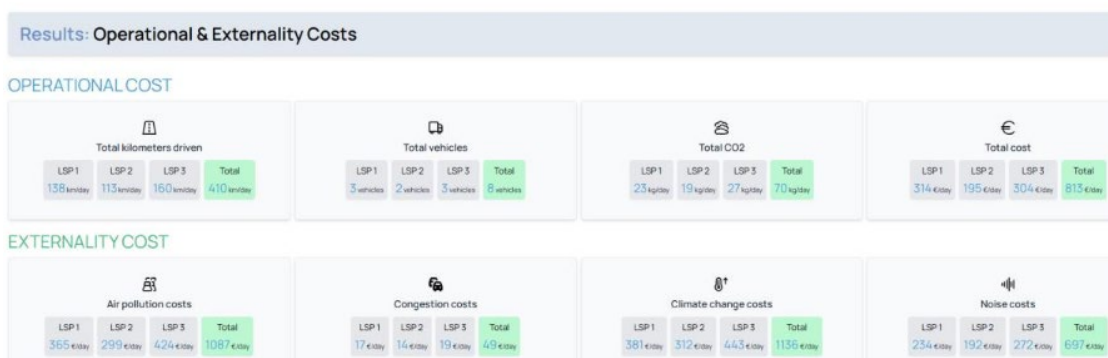 Results: Operational & Externality Costs
OPERATIONAL COST
Total kilometers driven
LSP 1 LSP 2 LSP 3 Total
138 km/day 113 km/day 160 km/day 410 km/day
Total vehicles
LSP 1 LSP 2 LSP 3 Total
3 vehicles 2 vehicles 3 vehicles 8 vehicles
Total CO2
LSP 1 LSP 2 LSP 3 Total
23 kg/day 19 kg/day 27 kg/day 70 kg/day
Total cost
LSP 1 LSP 2 LSP 3 Total
314 €/day 195 €/day 304 €/day 813 €/day
EXTERNALITY COST
Air pollution costs
LSP 1 LSP 2 LSP 3 Total
365 €/day 299 €/day 424 €/day 1087 €/day
Congestion costs
LSP 1 LSP 2 LSP 3 Total
17 €/day 14 €/day 19 €/day 49 €/day
Climate change costs
LSP 1 LSP 2 LSP 3 Total
381 €/day 312 €/day 443 €/day 1136 €/day
Noise costs
LSP 1 LSP 2 LSP 3 Total
234 €/day 192 €/day 272 €/day 697 €/day